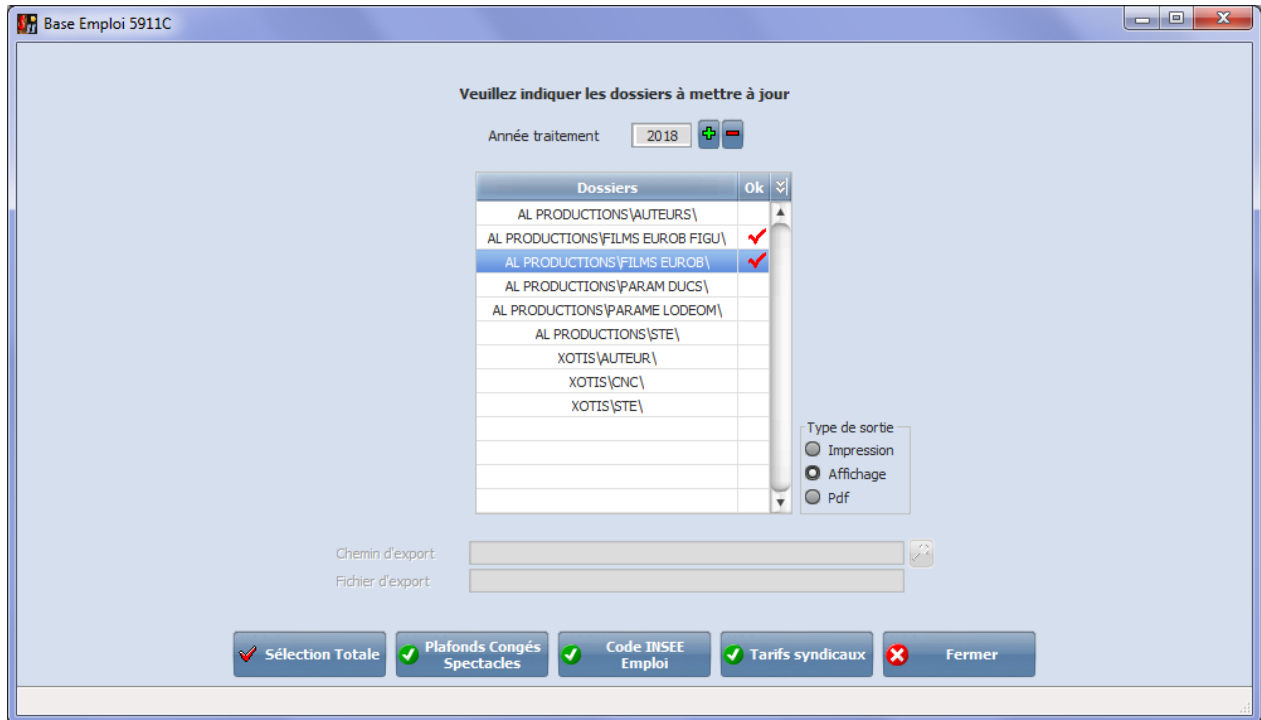 Base Emploi 5911C
Veuillez indiquer les dossiers à mettre à jour
Année traitement 2018
Dossiers Ok
AL PRODUCTIONS\AUTEURS\
AL PRODUCTIONS\FILMS EUROB FIGU\
AL PRODUCTIONS\FILMS EUROB\
AL PRODUCTIONS\PARAM DUCS\
AL PRODUCTIONS\PARAME LODEOM\
AL PRODUCTIONS\STE\
XOTIS\AUTEUR\
XOTIS\CNC\
XOTIS\STE\
Type de sortie
Impression
Affichage
Pdf
Chemin d'export
Fichier d'export
Sélection Totale
Plafonds Congés
Spectacles
Code INSEE
Emploi
Tarifs syndicaux
Fermer